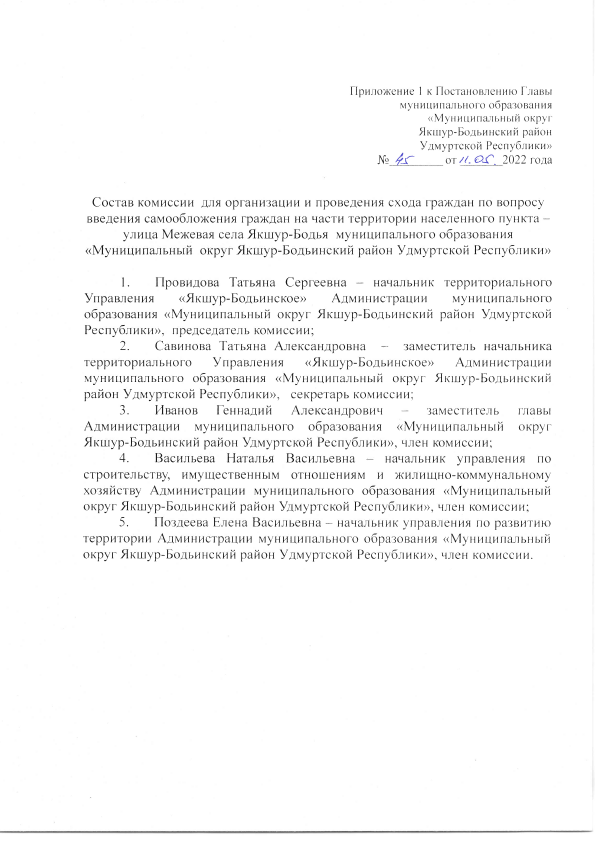 Приложение 1 к Постановлению Главы
муниципального образования
«Муниципальный округ
Якшур-Бодьинский район
Удмуртской Республики»
№ 45 от 11.05. 2022 года
Состав комиссии для организации и проведения схода граждан по вопросу
введения самообложения граждан на части территории населенного пункта –
улица Межевая села Якшур-Бодья муниципального образования
«Муниципальный округ Якшур-Бодьинский район Удмуртской Республики»
1. Провидова Татьяна Сергеевна – начальник территориального
Управления «Якшур-Бодьинское» Администрации муниципального
образования «Муниципальный округ Якшур-Бодьинский район Удмуртской
Республики», председатель комиссии;
2. Савинова Татьяна Александровна – заместитель начальника
территориального Управления «Якшур-Бодьинское» Администрации
муниципального образования «Муниципальный округ Якшур-Бодьинский
район Удмуртской Республики», секретарь комиссии;
3. Иванов Геннадий Александрович – заместитель главы
Администрации муниципального образования «Муниципальный округ
Якшур-Бодьинский район Удмуртской Республики», член комиссии;
4. Васильева Наталья Васильевна – начальник управления по
строительству, имущественным отношениям и жилищно-коммунальному
хозяйству Администрации муниципального образования «Муниципальный
округ Якшур-Бодьинский район Удмуртской Республики», член комиссии;
5. Поздеева Елена Васильевна – начальник управления по развитию
территории Администрации муниципального образования «Муниципальный
округ Якшур-Бодьинский район Удмуртской Республики», член комиссии.